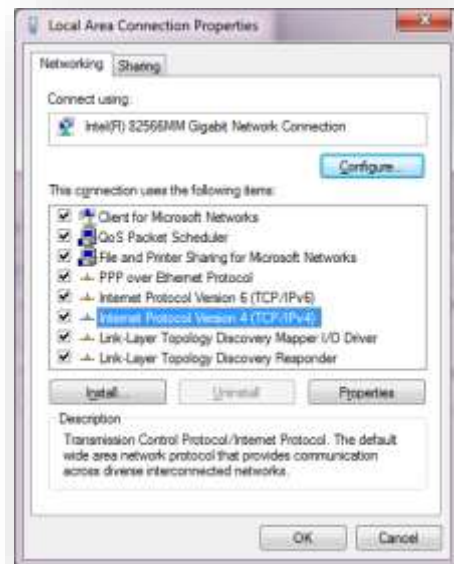 Local Area Connection Properties
Networking Sharing
Connect using:
Intel(R) 82566MM Gigabit Network Connection
Configure...
This connection uses the following items:
Client for Microsoft Networks
QoS Packet Scheduler
File and Printer Sharing for Microsoft Networks
PPP over Ethernet Protocol
Internet Protocol Version 6 (TCP/IPv6)
Internet Protocol Version 4 (TCP/IPv4)
Link-Layer Topology Discovery Mapper I/O Driver
Link-Layer Topology Discovery Responder
Install... Uninstall Properties
Description
Transmission Control Protocol/Internet Protocol. The default
wide area network protocol that provides communication
across diverse interconnected networks.
OK Cancel